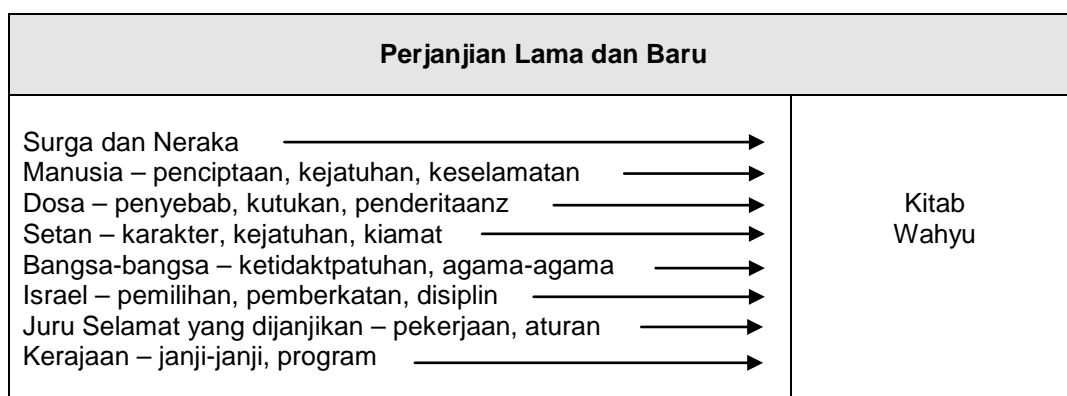 Perjanjian Lama dan Baru
Surga dan Neraka
Manusia – penciptaan, kejatuhan, keselamatan
Dosa – penyebab, kutukan, penderitaanz
Setan – karakter, kejatuhan, kiamat
Bangsa-bangsa – ketidaktpatuhan, agama-agama
Israel – pemilihan, pemberkatan, disiplin
Juru Selamat yang dijanjikan – pekerjaan, aturan
Kerajaan – janji-janji, program
Kitab
Wahyu